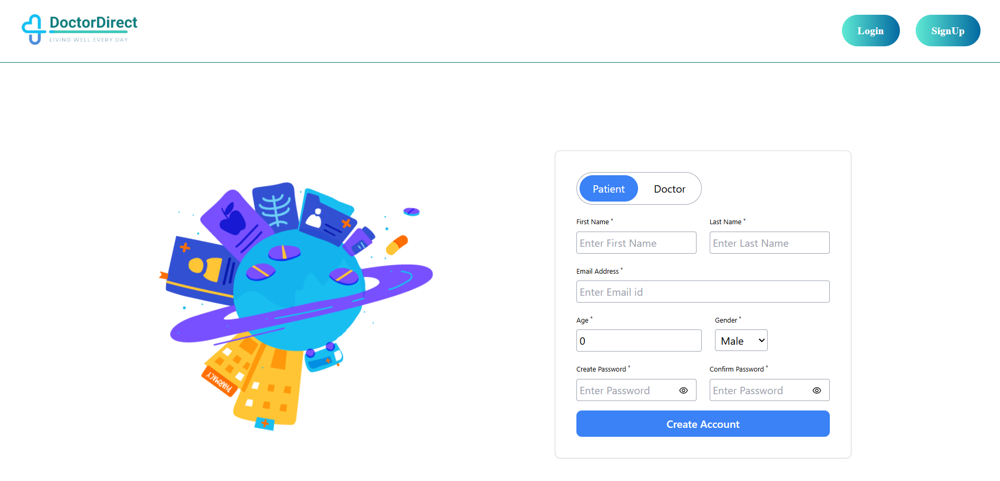 DoctorDirect
LIVING WELL EVERY DAY
Login
SignUp
Patient
Doctor
First Name *
Last Name *
Enter First Name
Enter Last Name
Email Address *
Enter Email id
Age *
Gender *
0
Male
Create Password *
Confirm Password *
Enter Password
Enter Password
Create Account
PHARMACY